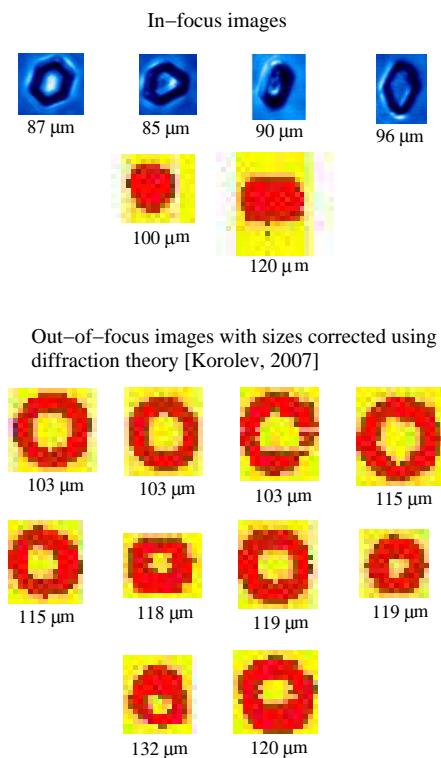 In−focus images
87 μm 85 μm 90 μm 96 μm
100 μm 120 μm
Out−of−focus images with sizes corrected using
diffraction theory [Korolev, 2007]
103 μm 103 μm 103 μm 115 μm
115 μm 118 μm 119 μm 119 μm
132 μm 120 μm